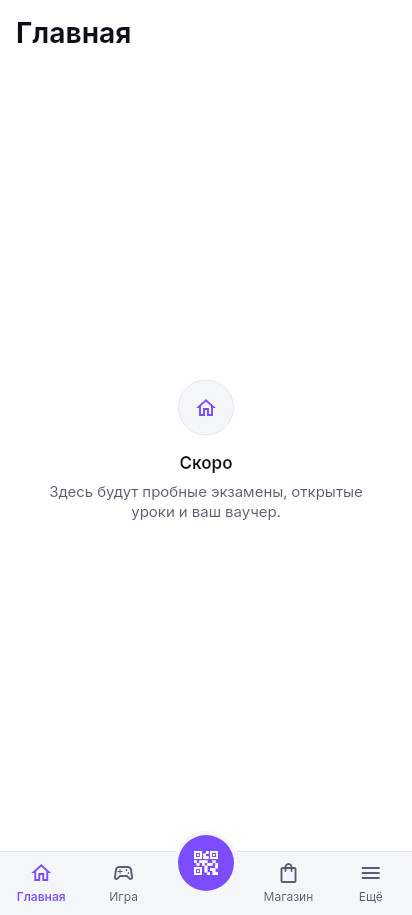 Главная
Скоро
Здесь будут пробные экзамены, открытые
уроки и ваш ваучер.
Главная
Игра
Магазин
Ещё